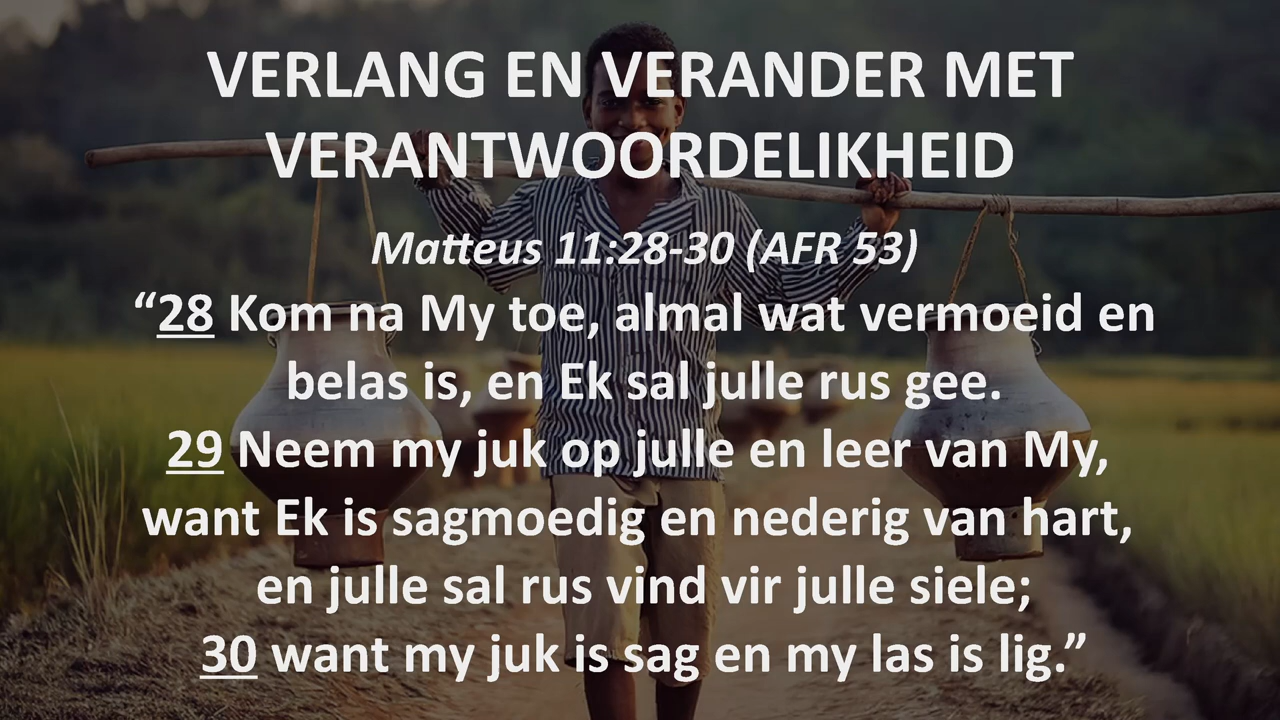 VERLANG EN VERANDER MET
VERANTWOORDELIKHEID
Matteus 11:28-30 (AFR 53)
“28 Kom na My toe, almal wat vermoeid en
belas is, en Ek sal julle rus gee.
29 Neem my juk op julle en leer van My,
want Ek is sagmoedig en nederig van hart,
en julle sal rus vind vir julle siele;
30 want my juk is sag en my las is lig.”